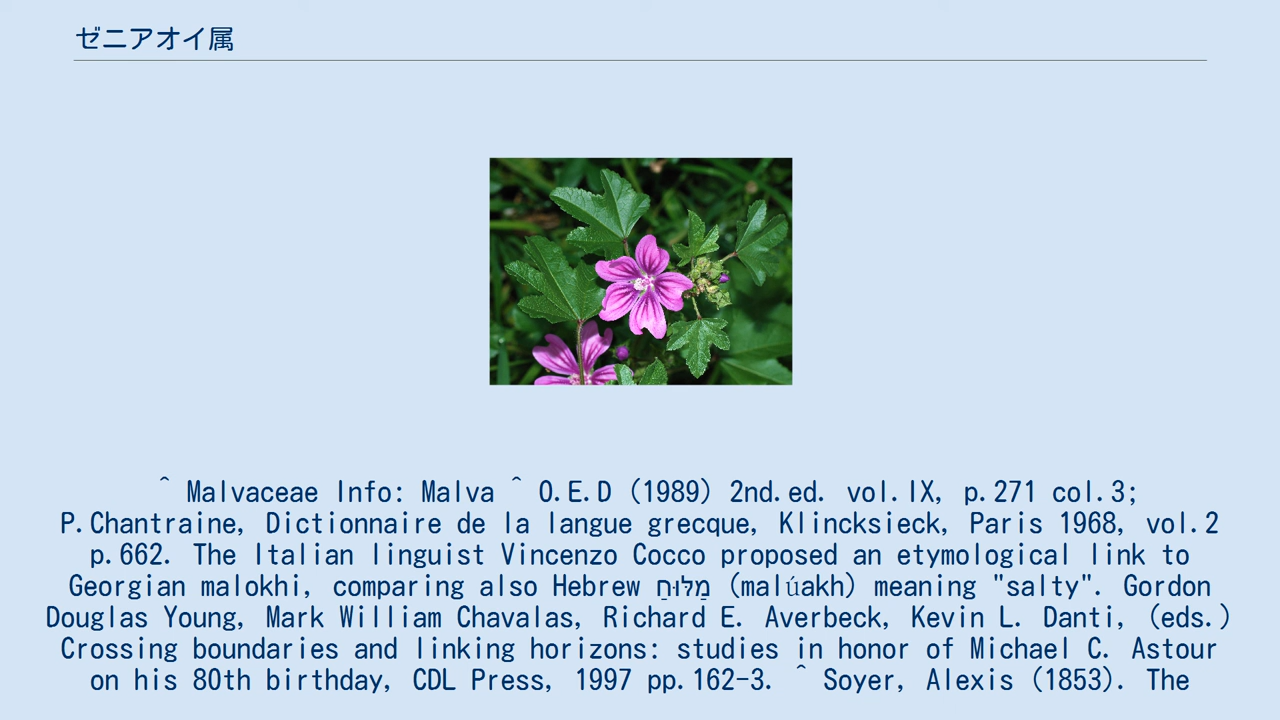 ゼニアオイ属
^ Malvaceae Info: Malva ^ O.E.D (1989) 2nd.ed. vol.IX, p.271 col.3;
P.Chantraine, Dictionnaire de la langue grecque, Klincksieck, Paris 1968, vol.2
p.662. The Italian linguist Vincenzo Cocco proposed an etymological link to
Georgian malokhi, comparing also Hebrew מַלּוּחַ (malúakh) meaning "salty". Gordon
Douglas Young, Mark William Chavalas, Richard E. Averbeck, Kevin L. Danti, (eds.)
Crossing boundaries and linking horizons: studies in honor of Michael C. Astour
on his 80th birthday, CDL Press, 1997 pp.162-3. ^ Soyer, Alexis (1853). The